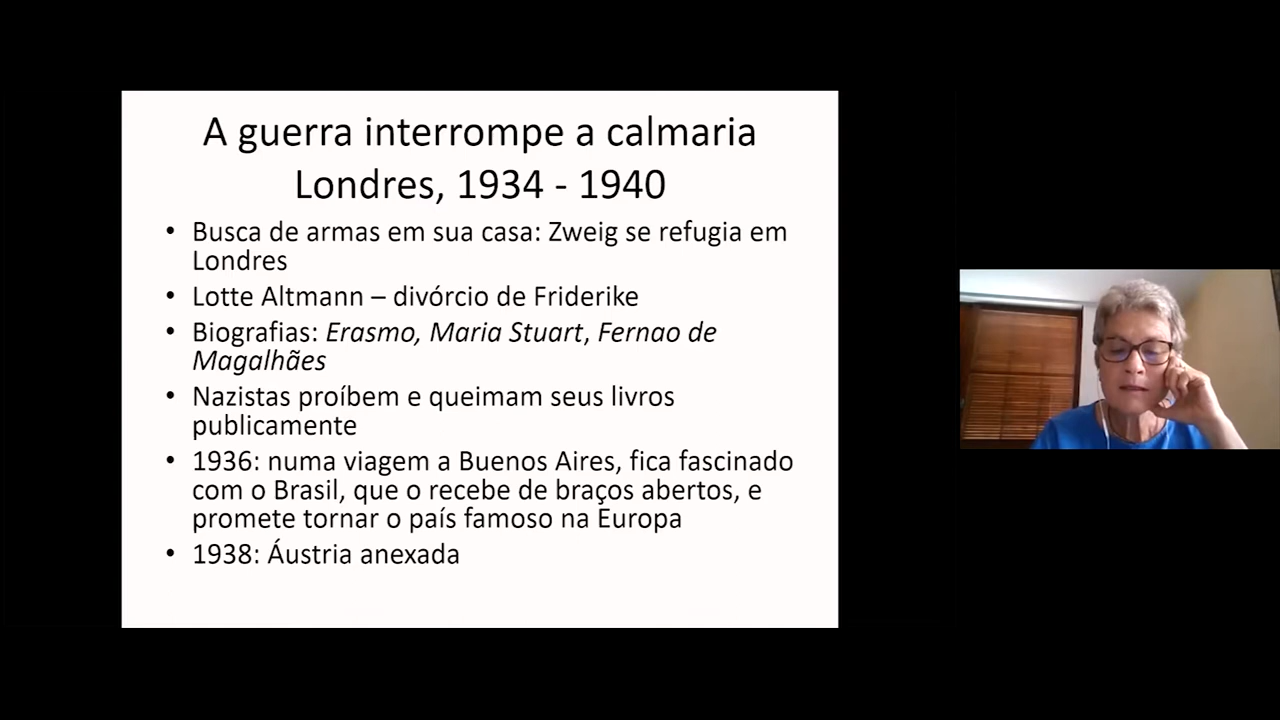 A guerra interrompe a calmaria
Londres, 1934 - 1940
• Busca de armas em sua casa: Zweig se refugia em
Londres
• Lotte Altmann – divórcio de Friderike
• Biografias: Erasmo, Maria Stuart, Fernao de
Magalhães
• Nazistas proíbem e queimam seus livros
publicamente
• 1936: numa viagem a Buenos Aires, fica fascinado
com o Brasil, que o recebe de braços abertos, e
promete tornar o país famoso na Europa
• 1938: Áustria anexada